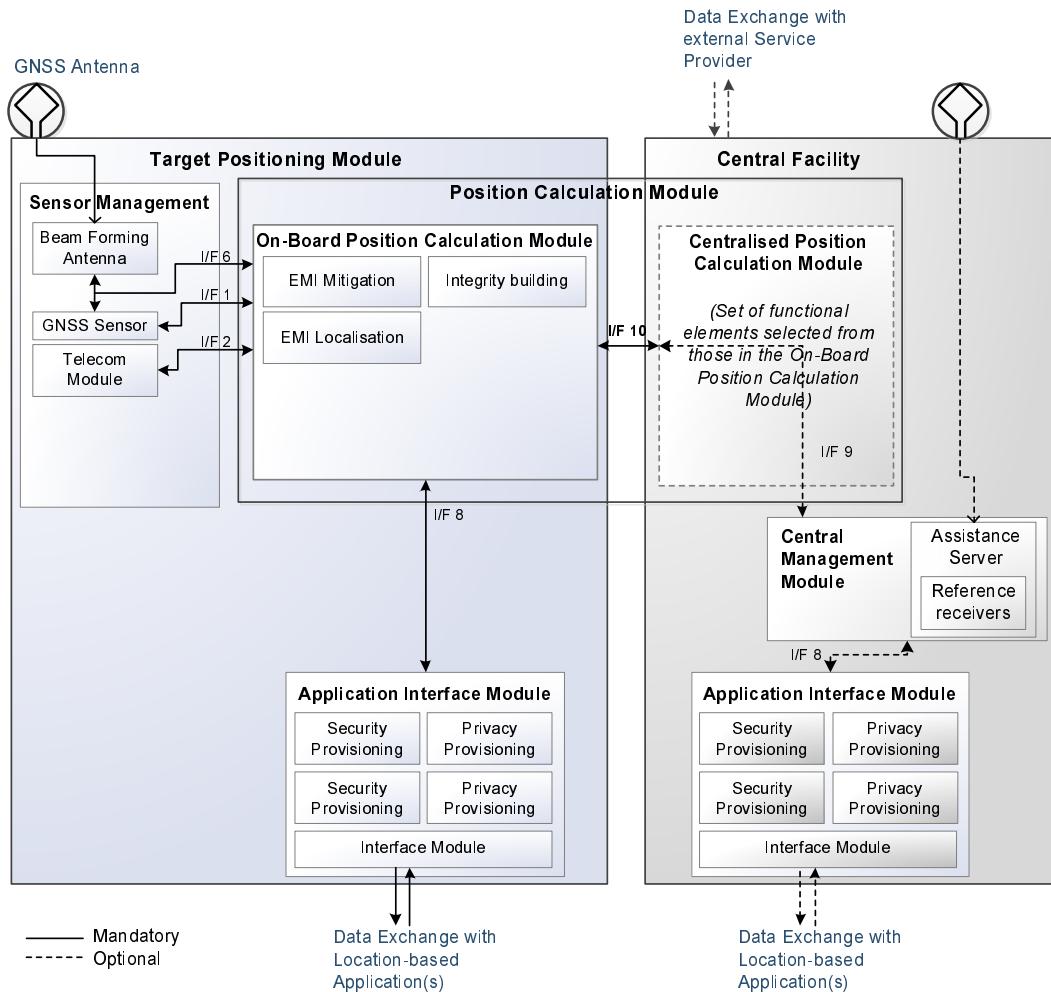 Data Exchange with
external Service
Provider
GNSS Antenna
Target Positioning Module
Central Facility
Position Calculation Module
Sensor Management
Beam Forming
Antenna
GNSS Sensor
Telecom
Module
I/F 6
I/F 1
I/F 2
On-Board Position Calculation Module
EMI Mitigation
Integrity building
EMI Localisation
I/F 10
Centralised Position
Calculation Module
(Set of functional
elements selected from
those in the On-Board
Position Calculation
Module)
I/F 9
I/F 8
Central
Management
Module
Assistance
Server
Reference
receivers
I/F 8
Application Interface Module
Security
Provisioning
Privacy
Provisioning
Security
Provisioning
Privacy
Provisioning
Interface Module
Application Interface Module
Security
Provisioning
Privacy
Provisioning
Security
Provisioning
Privacy
Provisioning
Interface Module
Mandatory
Optional
Data Exchange with
Location-based
Application(s)
Data Exchange with
Location-based
Application(s)